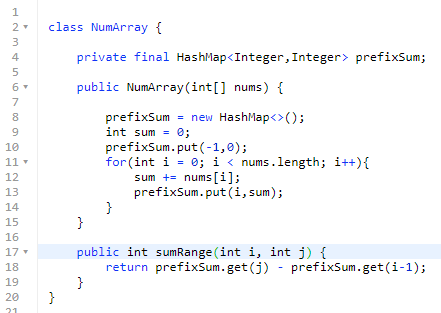 1
2 class NumArray {
3
4 private final HashMap<Integer,Integer> prefixSum;
5
6 public NumArray(int[] nums) {
7
8 prefixSum = new HashMap<>();
9 int sum = 0;
10 prefixSum.put(-1,0);
11 for(int i = 0; i < nums.length; i++){
12 sum += nums[i];
13 prefixSum.put(i,sum);
14 }
15 }
16
17 public int sumRange(int i, int j) {
18 return prefixSum.get(j) - prefixSum.get(i-1);
19 }
20 }
21